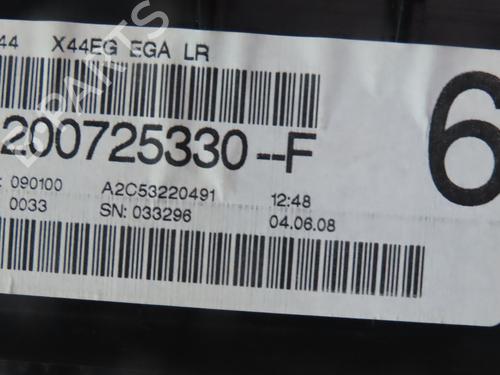 44 X44EG EGA LR
200725330--F
6
: 090100 A2C53220491 12:48
0033 SN: 033296 04.06.08